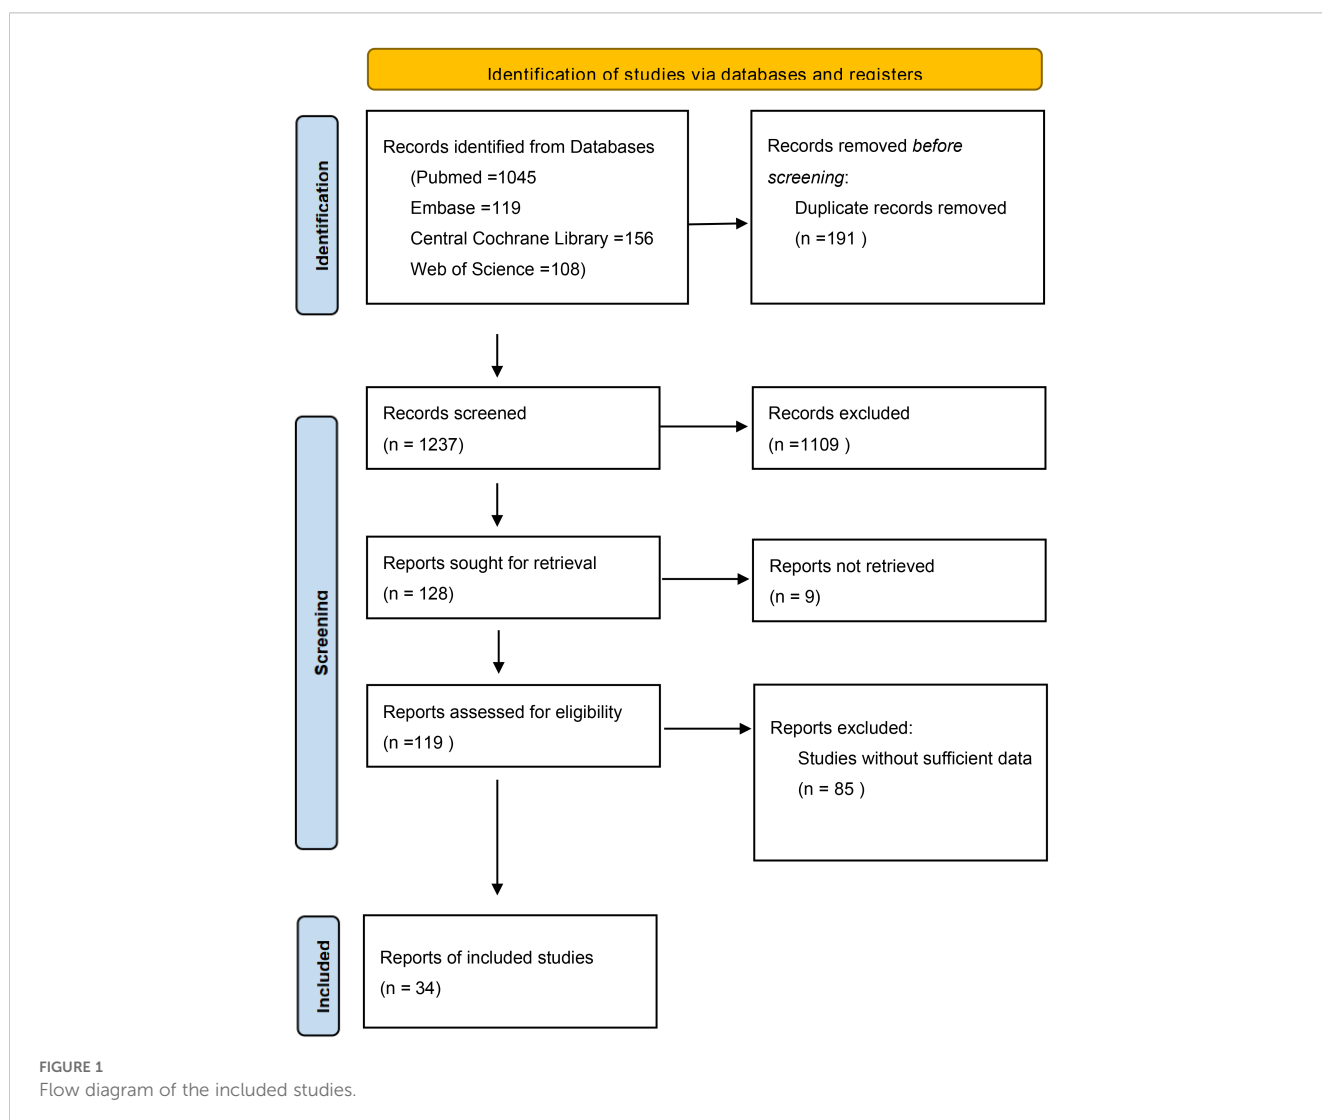 Identification of studies via databases and registers
Identification
Records identified from Databases
(Pubmed =1045
Embase =119
Central Cochrane Library =156
Web of Science =108)
Records removed before
screening:
Duplicate records removed
(n =191 )
Screening
Records screened
(n = 1237)
Records excluded
(n =1109 )
Reports sought for retrieval
(n = 128)
Reports not retrieved
(n = 9)
Reports assessed for eligibility
(n =119 )
Reports excluded:
Studies without sufficient data
(n = 85 )
Included
Reports of included studies
(n = 34)
FIGURE 1
Flow diagram of the included studies.